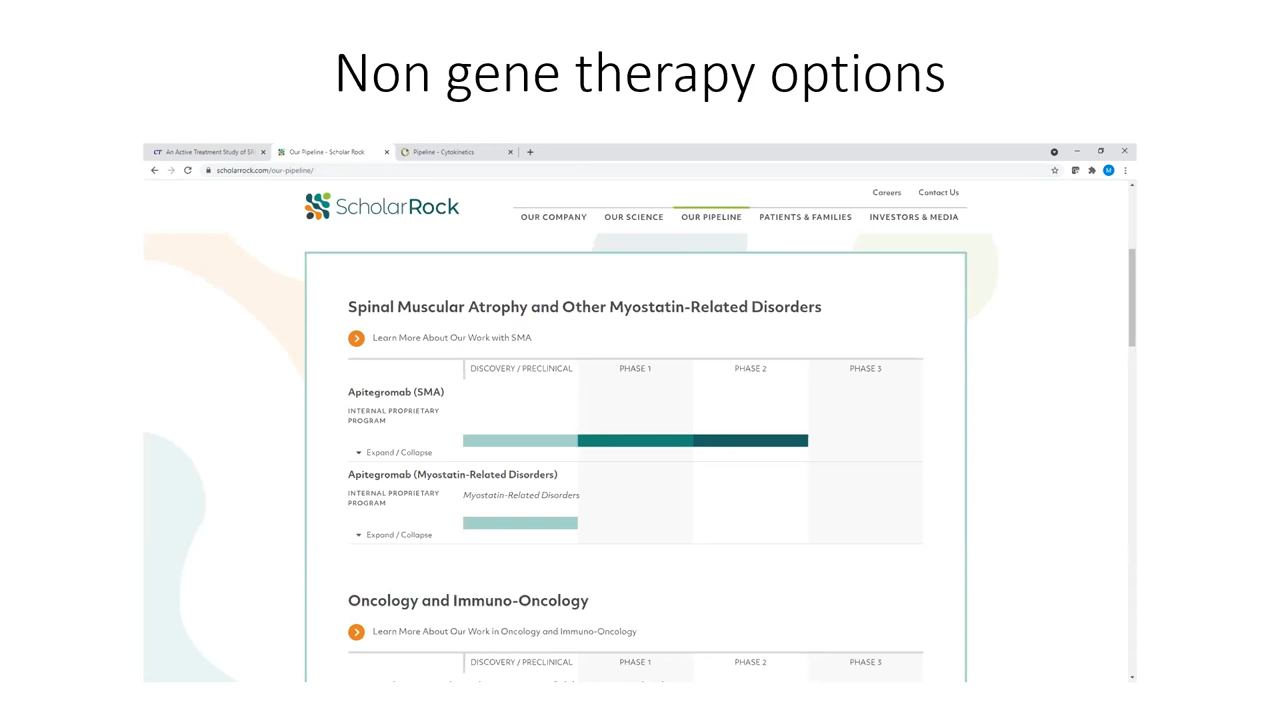 Non gene therapy options
An Active Treatment Study of SR
Our Pipeline - Scholar Rock
Pipeline - Cytokinetics
scholarrock.com/our-pipeline/
Careers
Contact Us
ScholarRock
OUR COMPANY
OUR SCIENCE
OUR PIPELINE
PATIENTS & FAMILIES
INVESTORS & MEDIA
Spinal Muscular Atrophy and Other Myostatin-Related Disorders
Learn More About Our Work with SMA
DISCOVERY / PRECLINICAL
PHASE 1
PHASE 2
PHASE 3
Apitegromab (SMA)
INTERNAL PROPRIETARY
PROGRAM
Expand / Collapse
Apitegromab (Myostatin-Related Disorders)
INTERNAL PROPRIETARY
PROGRAM
Myostatin-Related Disorders
Expand / Collapse
Oncology and Immuno-Oncology
Learn More About Our Work in Oncology and Immuno-Oncology
DISCOVERY / PRECLINICAL
PHASE 1
PHASE 2
PHASE 3